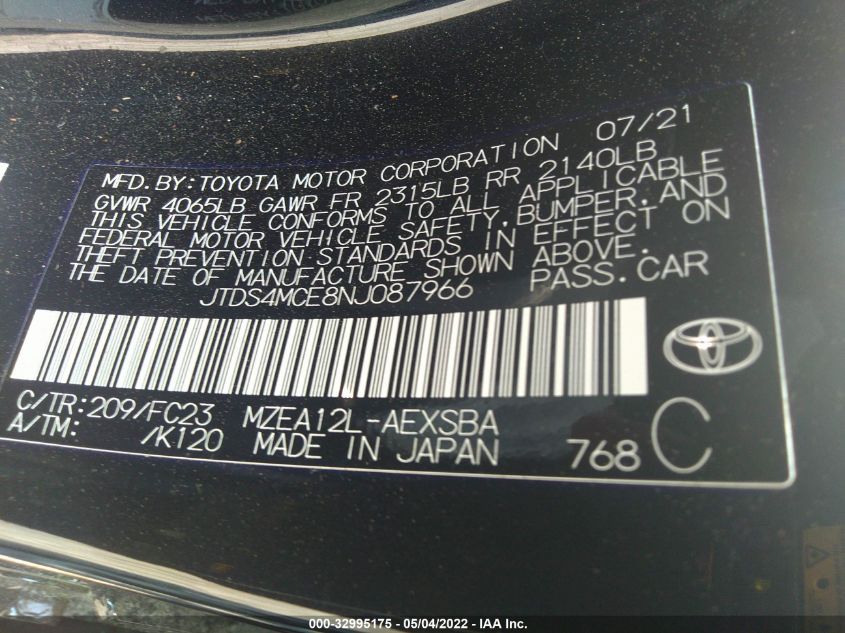 MFD.BY:TOYOTA MOTOR CORPORATION 07/21
GVWR 4065LB GAWR FR 2315LB RR 2140LB
THIS VEHICLE CONFORMS TO ALL APPLICABLE
FEDERAL MOTOR VEHICLE SAFETY,BUMPER,AND
THEFT PREVENTION STANDARDS IN EFFECT ON
THE DATE OF MANUFACTURE SHOWN ABOVE.
JTDS4MCE8NJ087966 PASS.CAR
C/TR:209/FC23 MZEA12L-AEXSBA
A/TM: /K120 MADE IN JAPAN 768 C
000-32995175 - 05/04/2022 - IAA Inc.